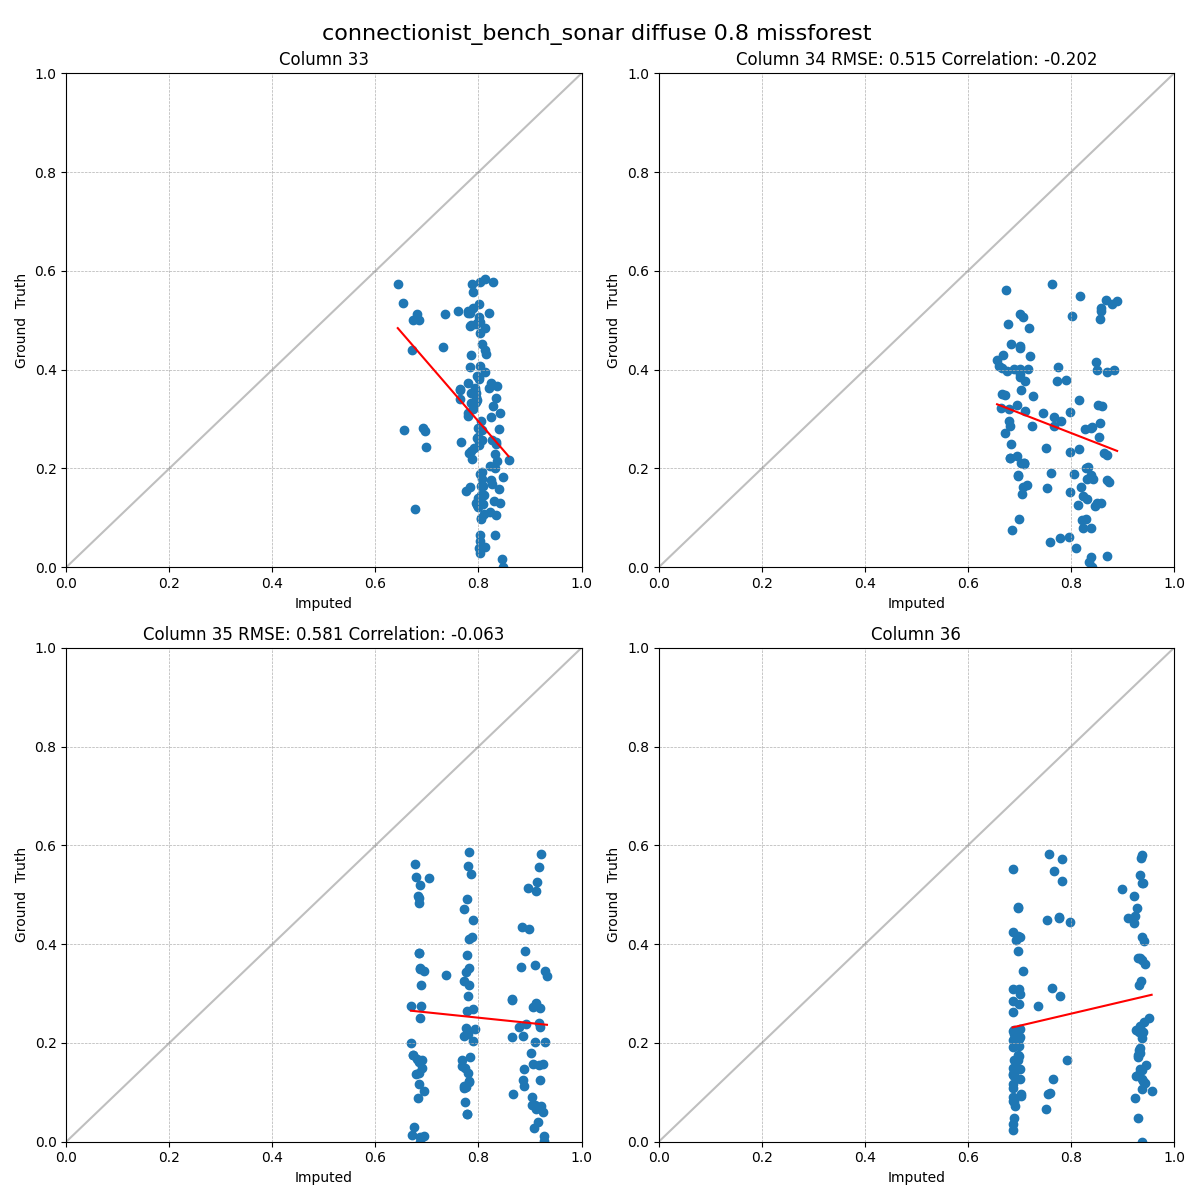 connectionist_bench_sonar diffuse 0.8 missforest
Column 33
Column 34 RMSE: 0.515 Correlation: -0.202
1.0
0.8
0.6
0.4
0.2
0.0
Ground Truth
0.0 0.2 0.4 0.6 0.8 1.0
Imputed
1.0
0.8
0.6
0.4
0.2
0.0
Ground Truth
0.0 0.2 0.4 0.6 0.8 1.0
Imputed
Column 35 RMSE: 0.581 Correlation: -0.063
Column 36
1.0
0.8
0.6
0.4
0.2
0.0
Ground Truth
0.0 0.2 0.4 0.6 0.8 1.0
Imputed
1.0
0.8
0.6
0.4
0.2
0.0
Ground Truth
0.0 0.2 0.4 0.6 0.8 1.0
Imputed